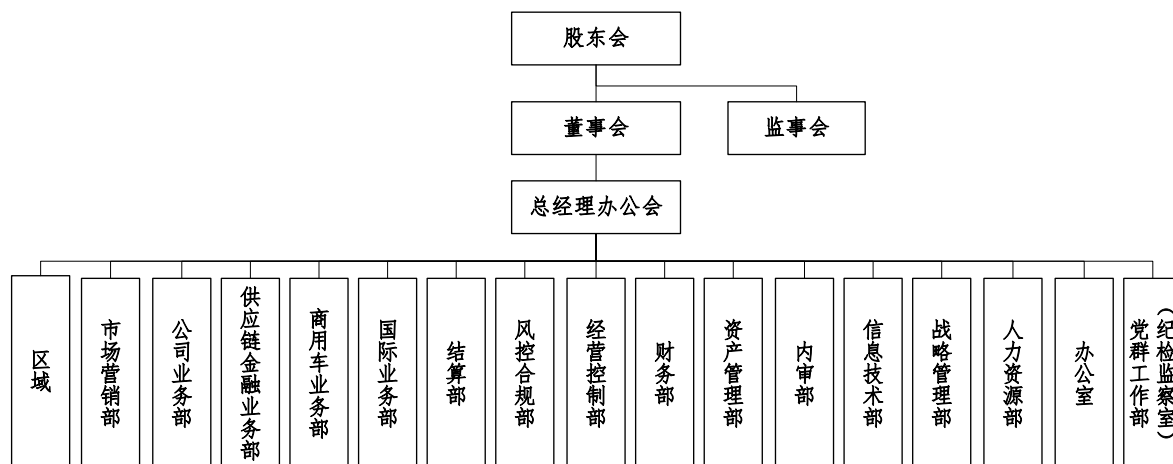 股东会
董事会
监事会
总经理办公会
区域
市场营销部
公司业务部
供应链金融业务部
商用车业务部
国际业务部
结算部
风控合规部
经营控制部
财务部
资产管理部
内审部
信息技术部
战略管理部
人力资源部
办公室
党群工作部
（纪检监察室）